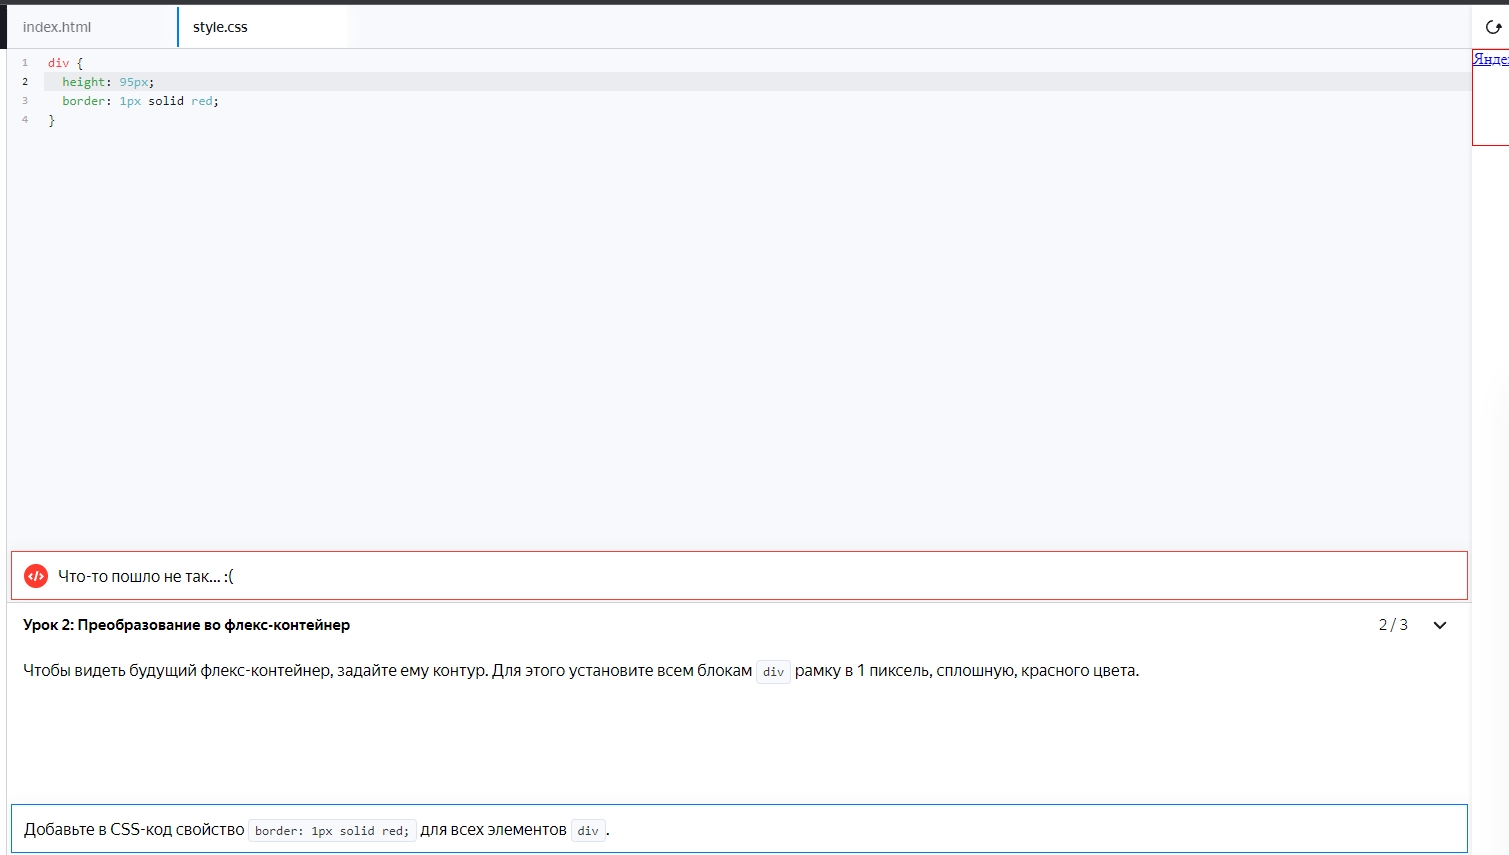 index.html
style.css
1 div {
Яндек
2 height: 95px;
3 border: 1px solid red;
4 }
Что-то пошло не так... :(
Урок 2: Преобразование во флекс-контейнер
2 / 3
Чтобы видеть будущий флекс-контейнер, задайте ему контур. Для этого установите всем блокам div рамку в 1 пиксель, сплошную, красного цвета.
Добавьте в CSS-код свойство border: 1px solid red; для всех элементов div.